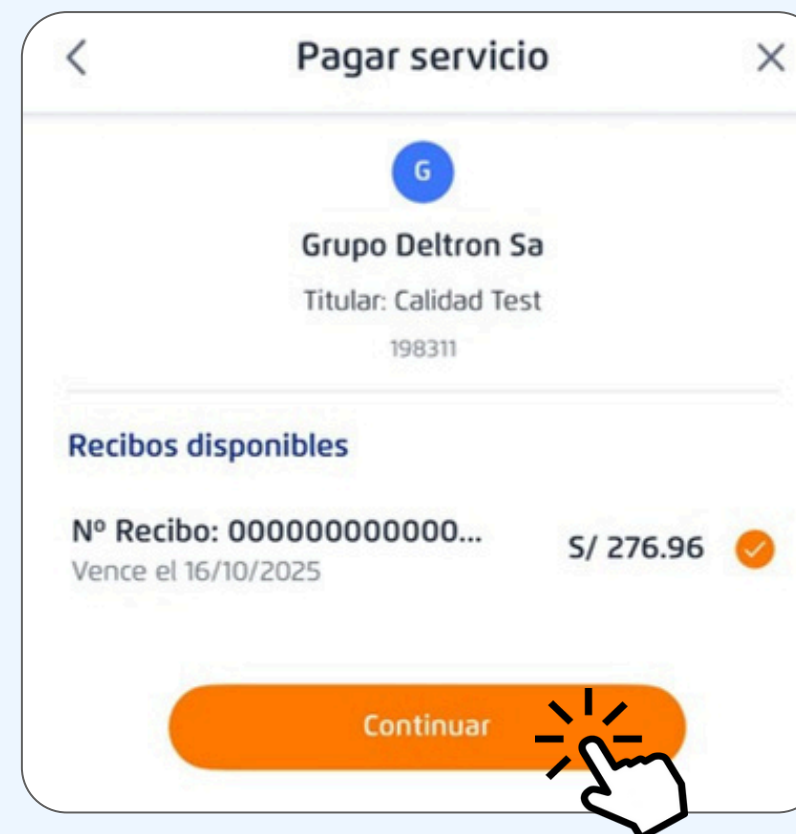 Pagar servicio
G
Grupo Deltron Sa
Titular: Calidad Test
198311
Recibos disponibles
Nº Recibo: 000000000000...
S/ 276.96
Vence el 16/10/2025
Continuar